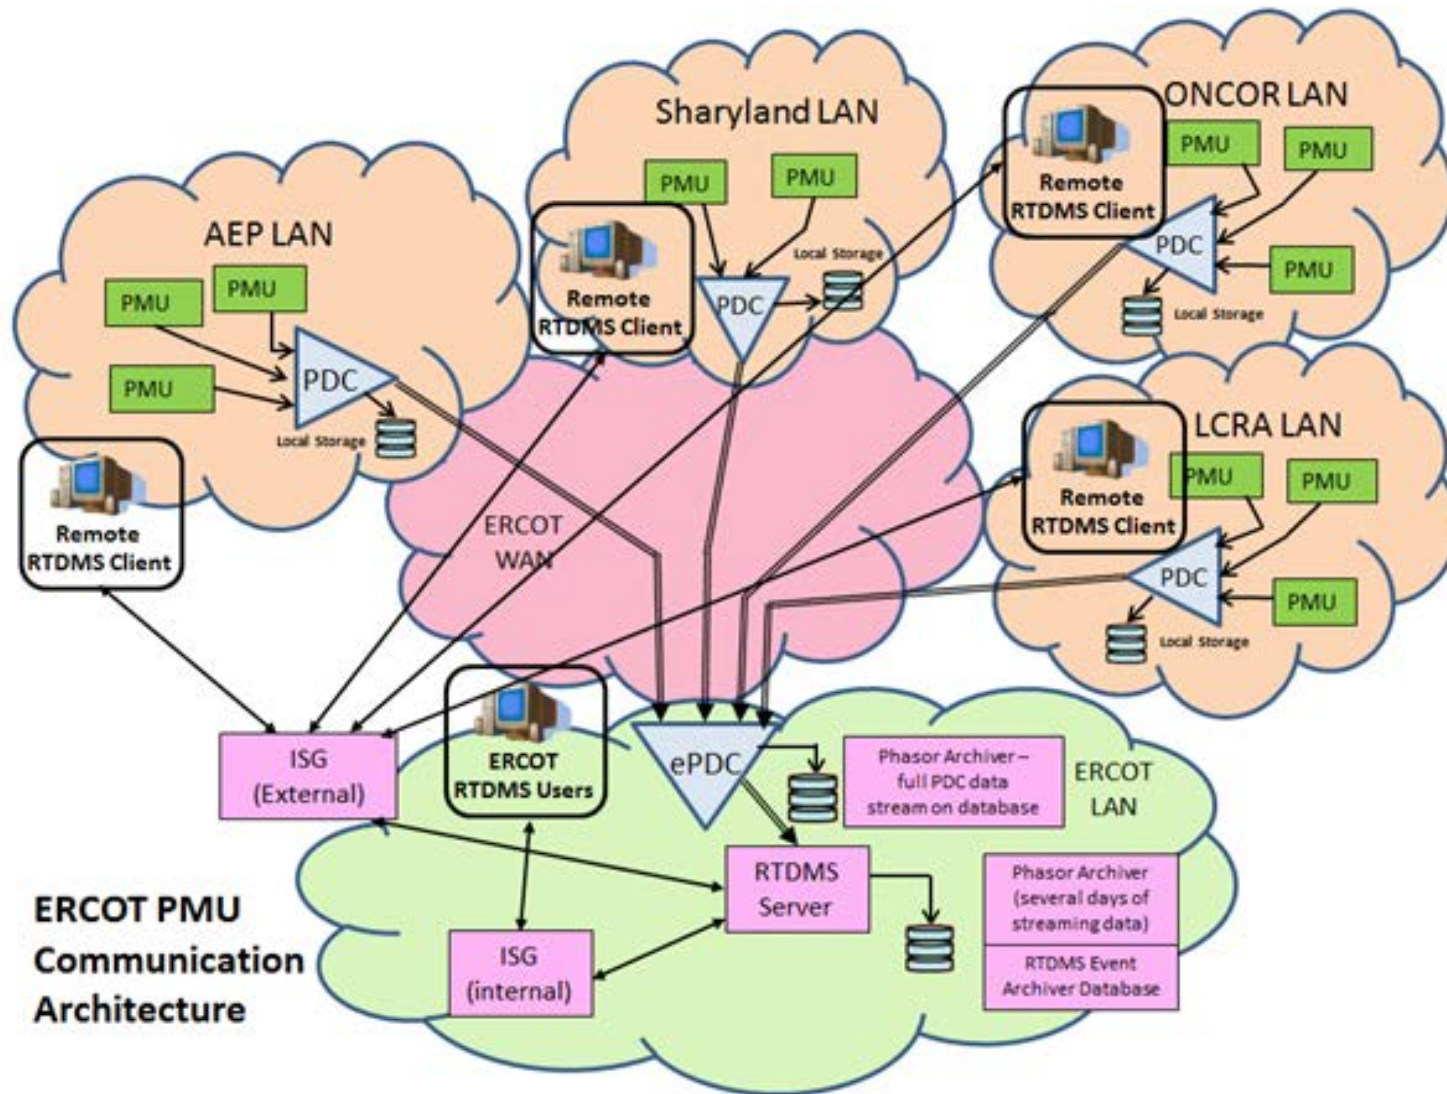 Sharyland LAN
PMU
PMU
Remote
RTDMS Client
PDC
Local Storage
ONCOR LAN
PMU
PMU
Remote
RTDMS Client
PDC
PMU
Local Storage
AEP LAN
PMU
PMU
PMU
PDC
Local Storage
Remote
RTDMS Client
LCRA LAN
PMU
PMU
Remote
RTDMS Client
PDC
PMU
Local Storage
ERCOT
WAN
ISG
(External)
ERCOT
RTDMS Users
ePDC
Phasor Archiver –
full PDC data
stream on database
ERCOT
LAN
RTDMS
Server
Phasor Archiver
(several days of
streaming data)
RTDMS Event
Archiver Database
ISG
(internal)
ERCOT PMU
Communication
Architecture